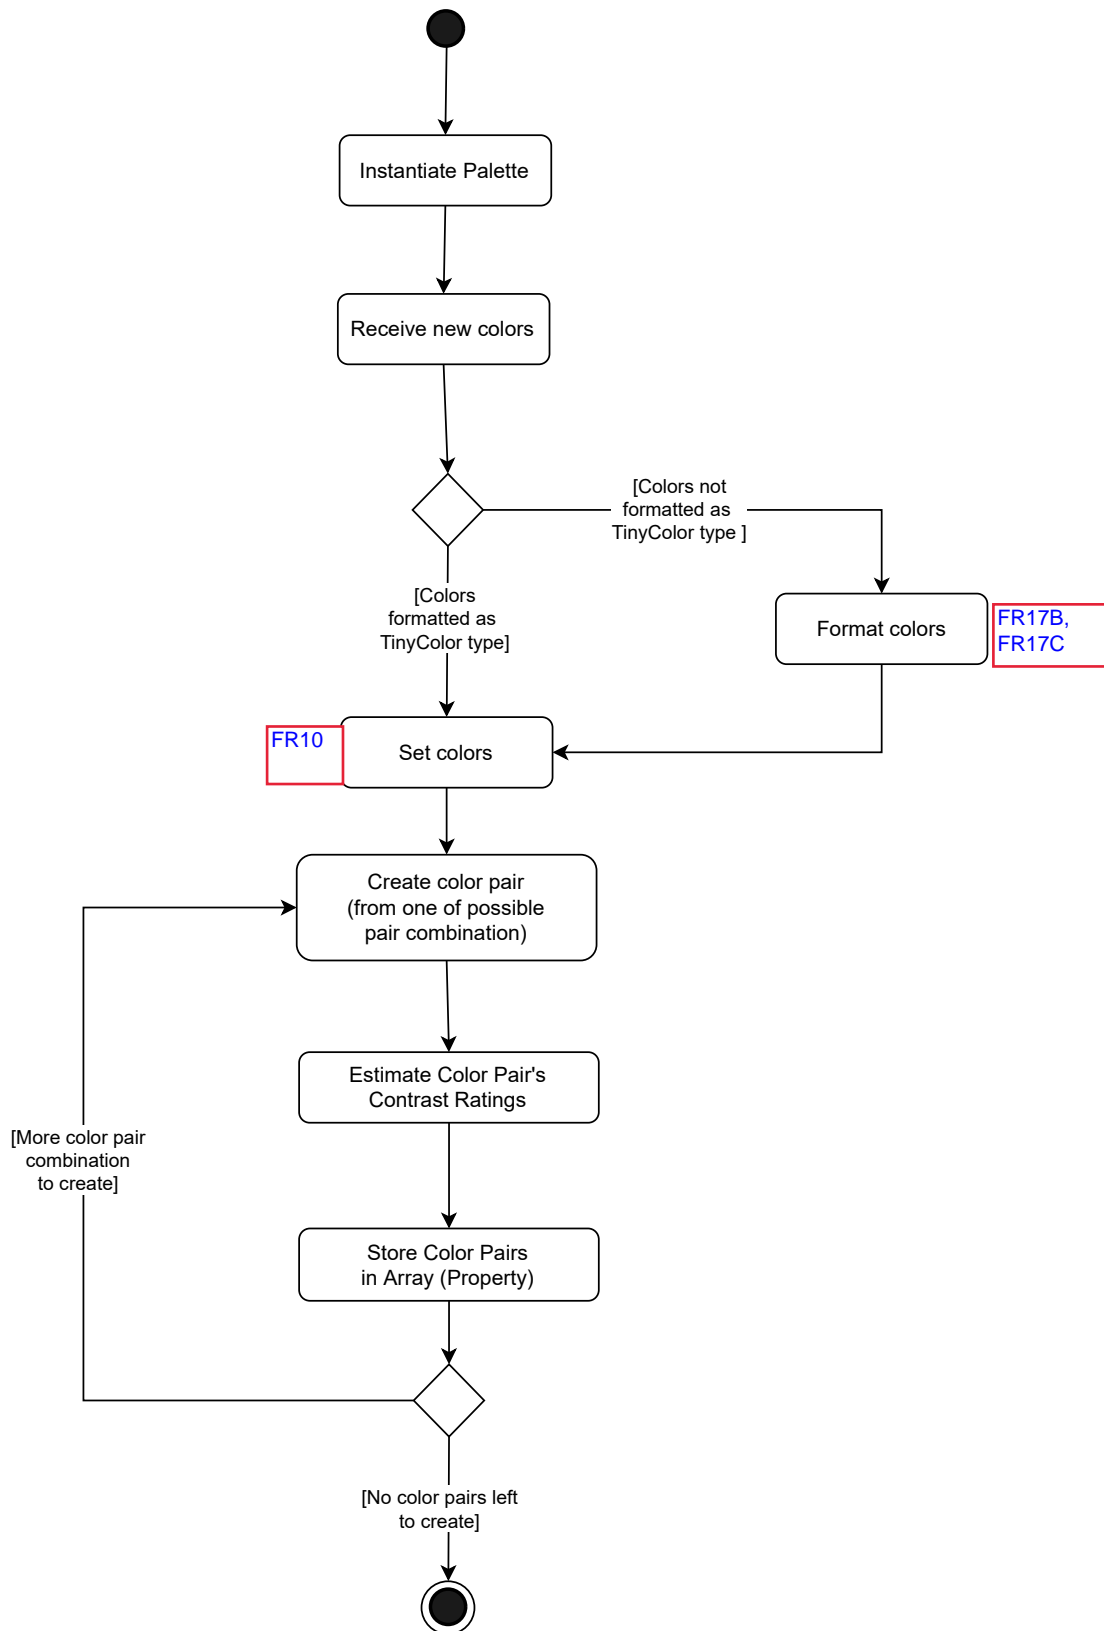 Instantiate Palette
Receive new colors
[Colors not
formatted as
TinyColor type ]
[Colors
formatted as
TinyColor type]
Format colors
FR17B,
FR17C
FR10
Set colors
Create color pair
(from one of possible
pair combination)
Estimate Color Pair's
Contrast Ratings
[More color pair
combination
to create]
Store Color Pairs
in Array (Property)
[No color pairs left
to create]